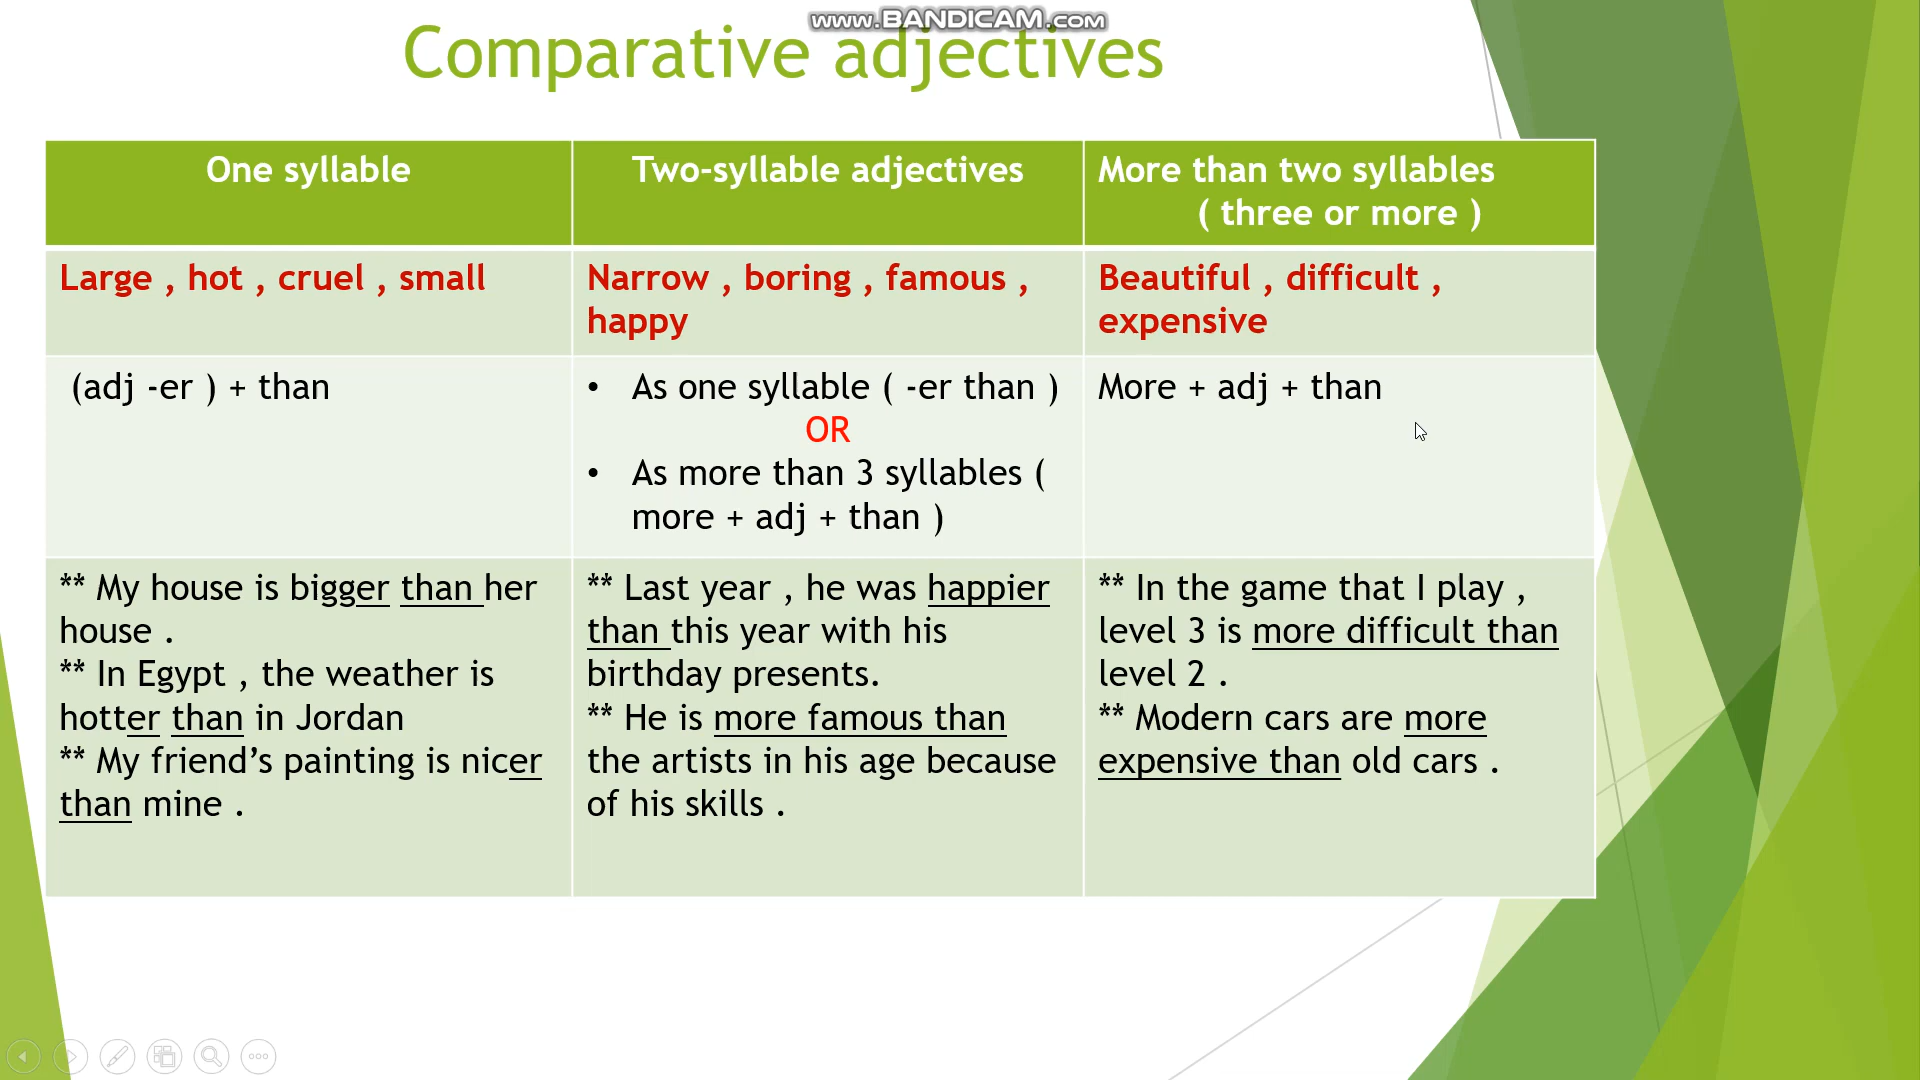 www.BANDICAM.com
Comparative adjectives
One syllable
Two-syllable adjectives
More than two syllables
( three or more )
Large , hot , cruel , small
Narrow , boring , famous ,
happy
Beautiful , difficult ,
expensive
(adj -er ) + than
• As one syllable ( -er than )
OR
• As more than 3 syllables (
more + adj + than )
More + adj + than
** My house is bigger than her
house .
** In Egypt , the weather is
hotter than in Jordan
** My friend’s painting is nicer
than mine .
** Last year , he was happier
than this year with his
birthday presents.
** He is more famous than
the artists in his age because
of his skills .
** In the game that I play ,
level 3 is more difficult than
level 2 .
** Modern cars are more
expensive than old cars .